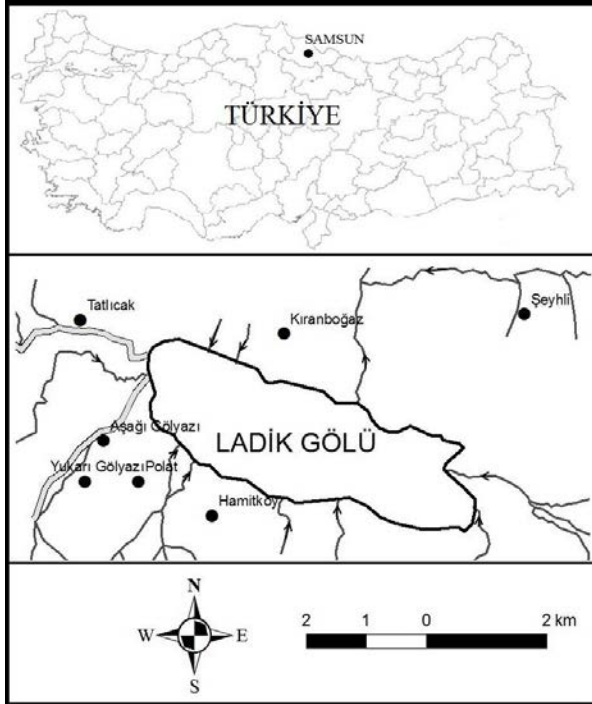 SAMSUN
TÜRKİYE
Tatlıcak
Kıranboğaz
Şeyhli
Aşağı Gölyazı
LADİK GÖLÜ
Yukarı Gölyazı Polat
Hamitköy
N
W E
S
2 1 0 2 km